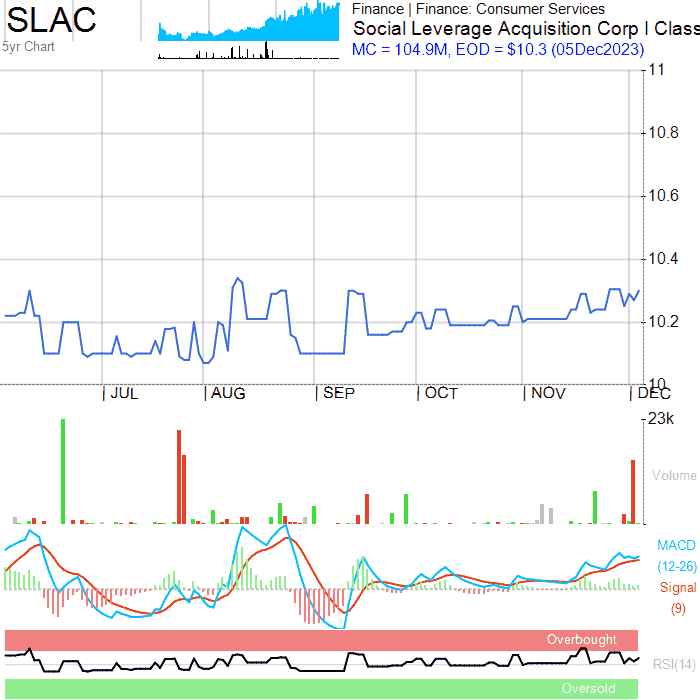 SLAC
5yr Chart
Finance | Finance: Consumer Services
Social Leverage Acquisition Corp I Class
MC = 104.9M, EOD = $10.3 (05Dec2023)
11
10.8
10.6
10.4
10.2
10
JUL
AUG
SEP
OCT
NOV
DEC
23k
Volume
MACD
(12-26)
Signal
(9)
Overbought
RSI(14)
Oversold